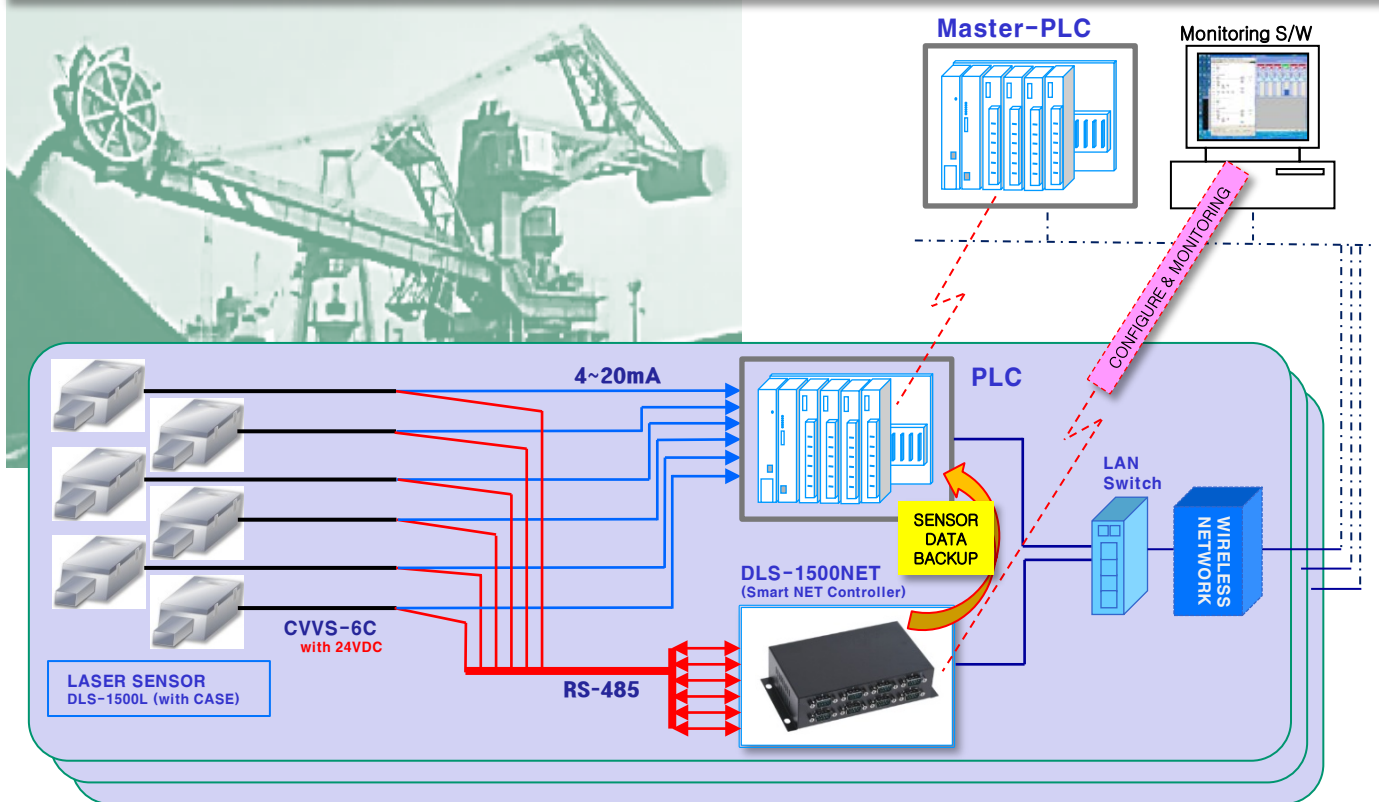 Master-PLC
Monitoring S/W
CONFIGURE & MONITORING
4~20mA
PLC
LAN
Switch
SENSOR
DATA
BACKUP
WIRELESS
NETWORK
DLS-1500NET
(Smart NET Controller)
CVVS-6C
with 24VDC
RS-485
LASER SENSOR
DLS-1500L (with CASE)